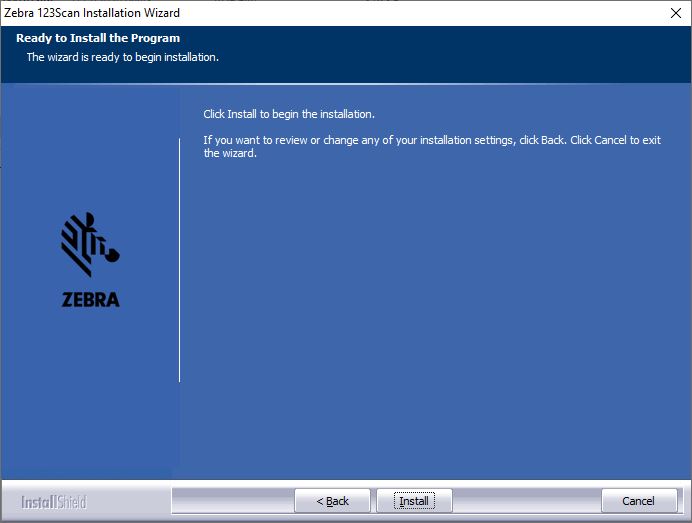 Zebra 123Scan Installation Wizard
Ready to Install the Program
The wizard is ready to begin installation.
Click Install to begin the installation.
If you want to review or change any of your installation settings, click Back. Click Cancel to exit
the wizard.
ZEBRA
InstallShield
< Back
Install
Cancel